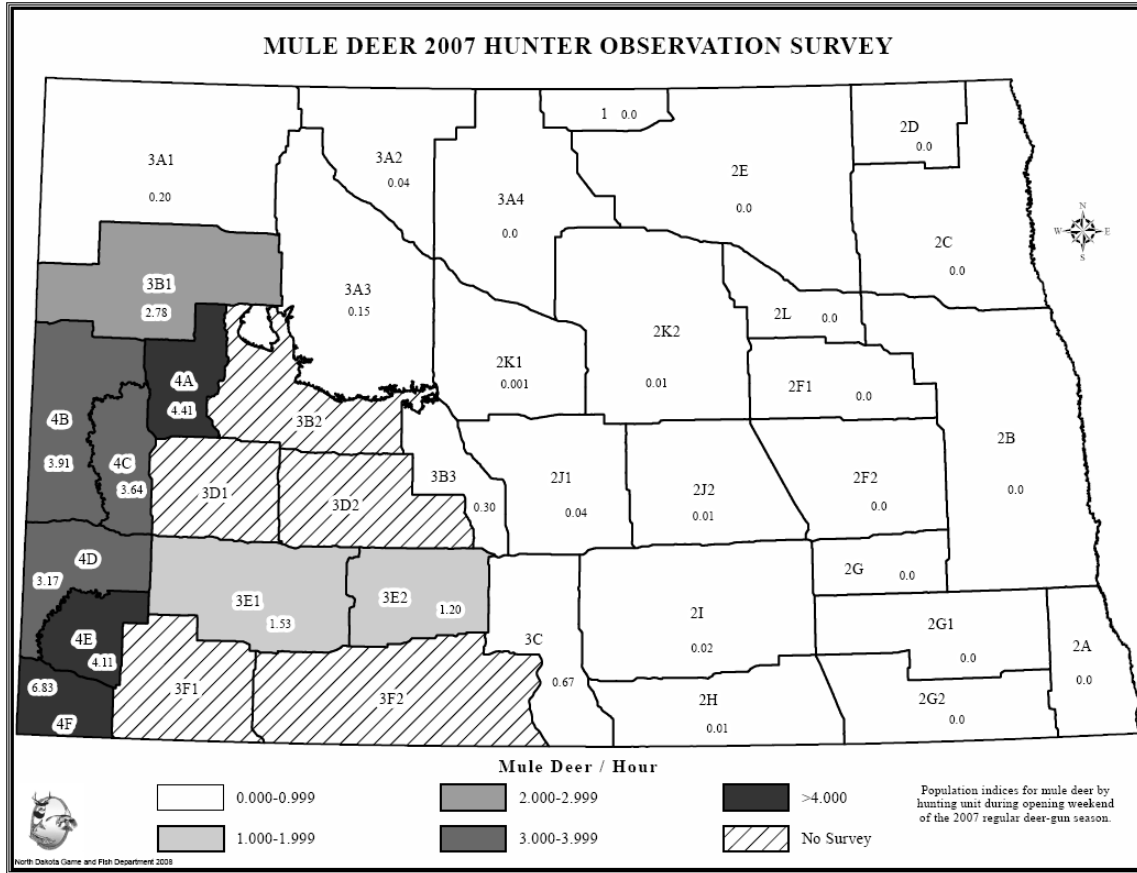 MULE DEER 2007 HUNTER OBSERVATION SURVEY
1 0.0
2D
0.0
3A1
0.20
3A2
0.04
2E
0.0
3A4
0.0
2C
0.0
N
W E
S
3B1
2.78
3A3
0.15
2L 0.0
2K2
0.01
2K1
0.001
2F1
0.0
4A
4.41
4B
3.91
3B2
2B
0.0
4C
3.64
3B3
0.30
2J1
0.04
2J2
0.01
2F2
0.0
3D1
3D2
4D
3.17
2G 0.0
3E1
1.53
3E2
1.20
2I
0.02
2G1
0.0
3C
0.67
2A
0.0
4E
4.11
6.83
4F
3F1
3F2
2H
0.01
2G2
0.0
Mule Deer / Hour
0.000-0.999
2.000-2.999
>4.000
1.000-1.999
3.000-3.999
No Survey
Population indices for mule deer by
hunting unit during opening weekend
of the 2007 regular deer-gun season.
North Dakota Game and Fish Department 2008